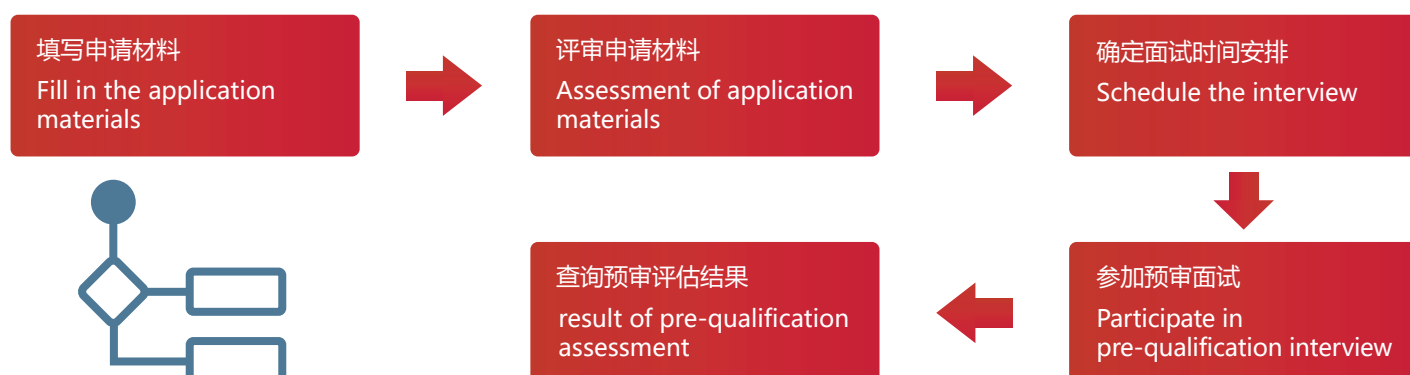 填写申请材料
Fill in the application
materials
评审申请材料
Assessment of application
materials
确定面试时间安排
Schedule the interview
参加预审面试
Participate in
pre-qualification interview
查询预审评估结果
result of pre-qualification
assessment